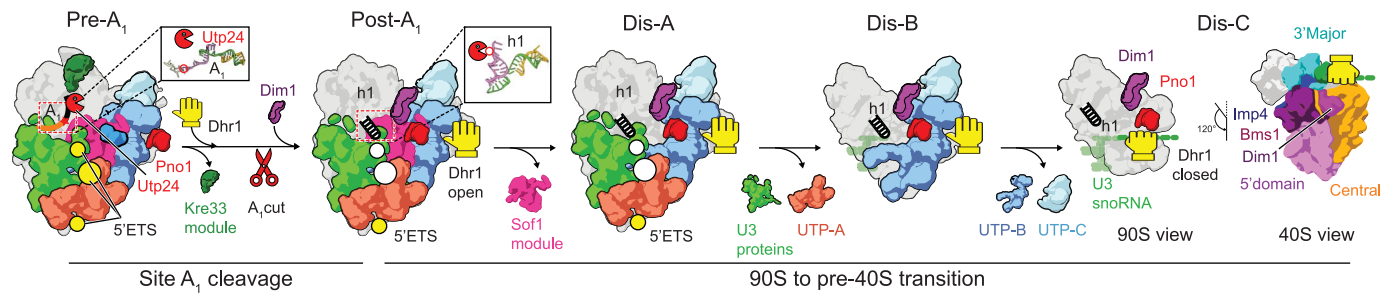 Pre-A1
Utp24
A1
A1
Dhr1
Pno1
Utp24
Kre33
module
5'ETS
A1cut
Dim1
Post-A1
h1
h1
Dhr1
open
Sof1
module
Dis-A
h1
5'ETS
U3
proteins
UTP-A
Dis-B
h1
UTP-B
UTP-C
Dis-C
Dim1
Pno1
h1
Dhr1
closed
U3
snoRNA
90S view
120°
3'Major
Imp4
Bms1
Dim1
5'domain
Central
40S view
Site A1 cleavage
90S to pre-40S transition